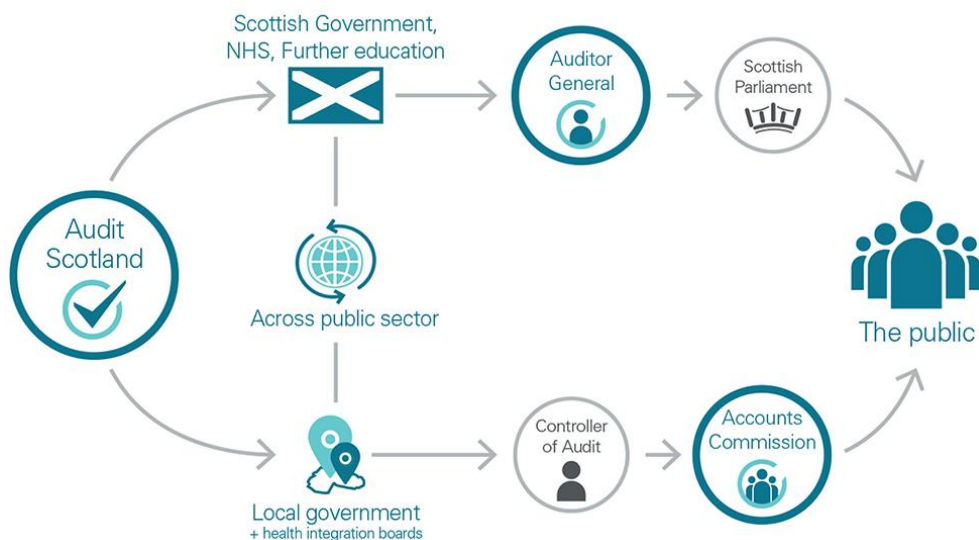 Scottish Government,
NHS, Further education
Auditor
General
Scottish
Parliament
Audit
Scotland
Across public sector
The public
Local government
+ health integration boards
Controller
of Audit
Accounts
Commission